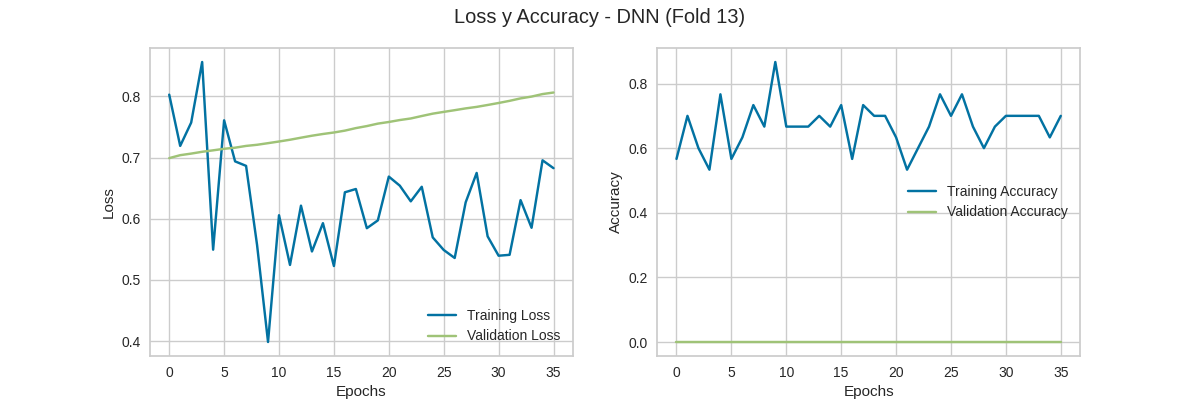 Loss y Accuracy - DNN (Fold 13)
Loss
0.8
0.7
0.6
0.5
0.4
0
5
10
15
20
25
30
35
Epochs
Training Loss
Validation Loss
Accuracy
0.8
0.6
0.4
0.2
0.0
0
5
10
15
20
25
30
35
Epochs
Training Accuracy
Validation Accuracy